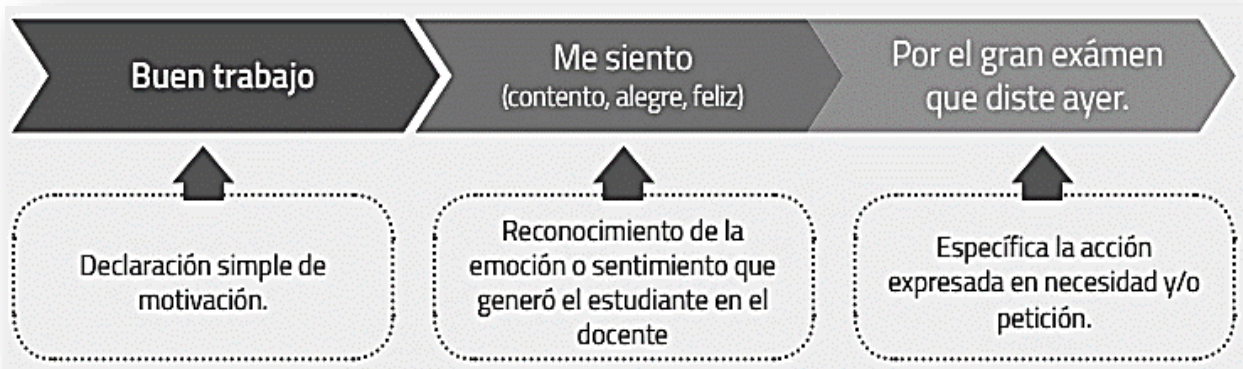 Buen trabajo
Me siento
(contento, alegre, feliz)
Por el gran exámen
que diste ayer.
Declaración simple de
motivación.
Reconocimiento de la
emoción o sentimiento que
generó el estudiante en el
docente
Específica la acción
expresada en necesidad y/o
petición.